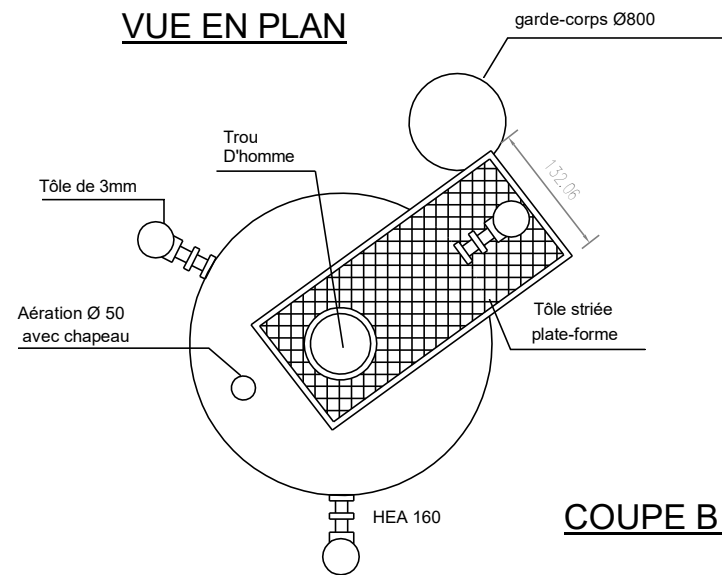 VUE EN PLAN
garde-corps Ø800
Trou
D'homme
132.06
Tôle de 3mm
Aération Ø 50
avec chapeau
Tôle striée
plate-forme
HEA 160
COUPE B